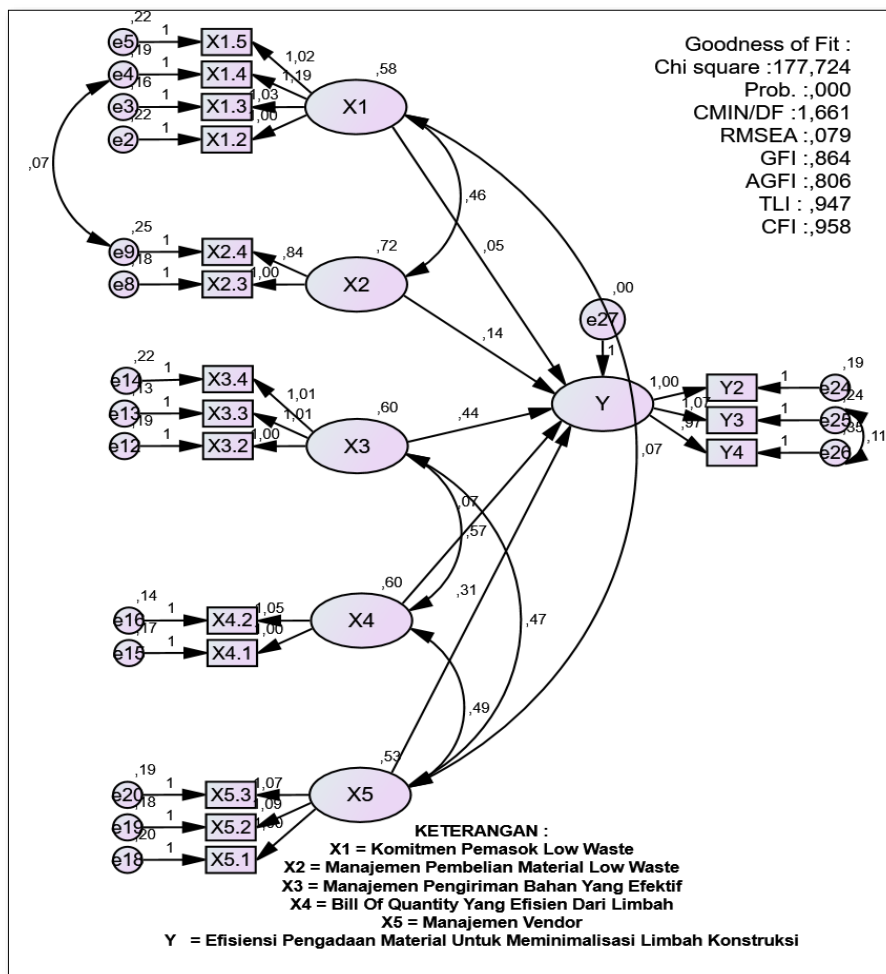 Goodness of Fit :
Chi square :177,724
Prob. :,000
CMIN/DF :1,661
RMSEA :,079
GFI :,864
AGFI :,806
TLI : ,947
CFI :,958
,22
e5 1 X1.5 1,02
,19
e4 1 X1.4 1,19
,16
e3 1 X1.3 1,03
,22
e2 1 X1.2 1,00
,58
X1
,07
,46
,05
,25
e9 1 X2.4 ,84
,18
e8 1 X2.3 1,00
,72
X2
,14
,00
e27
1
,22
e14 1 X3.4 1,01
,13
e13 1 X3.3 1,01
,19
e12 1 X3.2 1,00
,60
X3
,44
Y
1,00 Y2 1 e24 ,19
1,07 Y3 1 e25 ,24
,97 Y4 1 e26
,11
,07
,07
,57
,14
e16 1 X4.2 1,05
,17
e15 1 X4.1 1,00
,60
X4
,31
,47
,49
,19
e20 1 X5.3 1,07
,18
e19 1 X5.2 1,09
,20
e18 1 X5.1
,53
X5
KETERANGAN :
X1 = Komitmen Pemasok Low Waste
X2 = Manajemen Pembelian Material Low Waste
X3 = Manajemen Pengiriman Bahan Yang Efektif
X4 = Bill Of Quantity Yang Efisien Dari Limbah
X5 = Manajemen Vendor
Y = Efisiensi Pengadaan Material Untuk Meminimalisasi Limbah Konstruksi